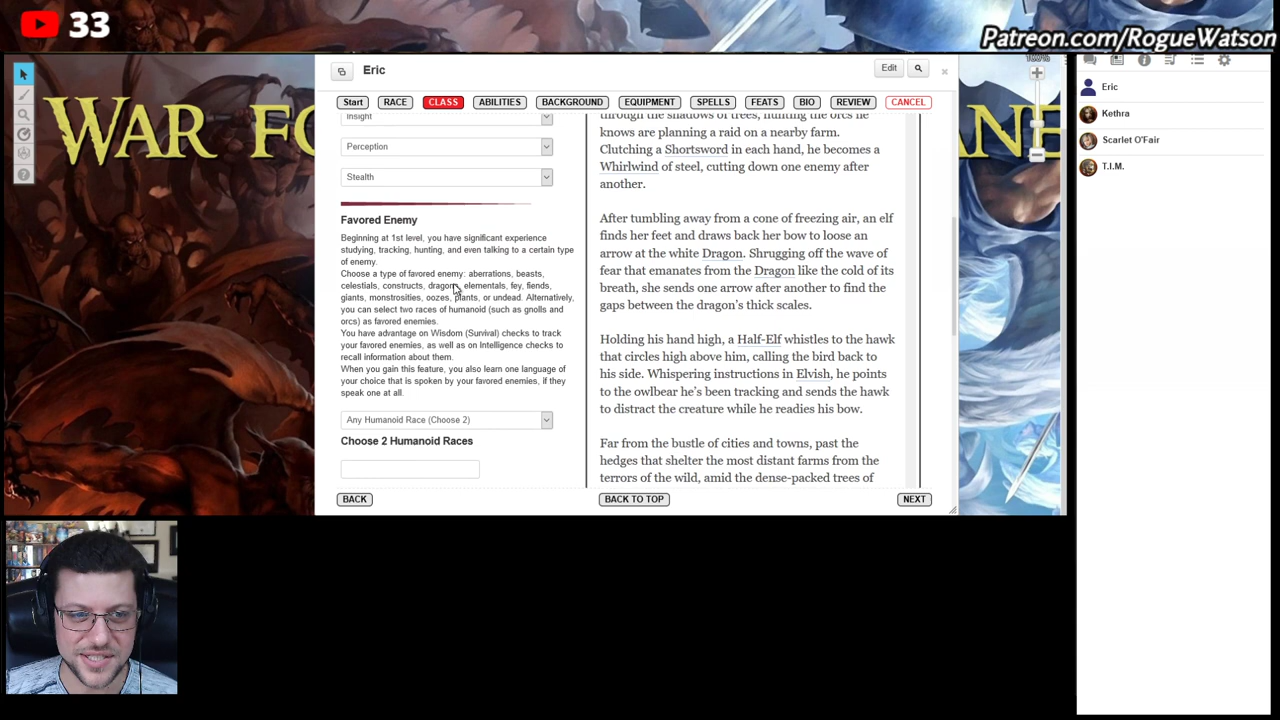 33
Patreon.com/RogueWatson
WAR FO
ANE
Eric
Edit
Start RACE CLASS ABILITIES BACKGROUND EQUIPMENT SPELLS FEATS BIO REVIEW CANCEL
Insight
Perception
Stealth
Favored Enemy
Beginning at 1st level, you have significant experience
studying, tracking, hunting, and even talking to a certain type
of enemy.
Choose a type of favored enemy: aberrations, beasts,
celestials, constructs, dragons, elementals, fey, fiends,
giants, monstrosities, oozes, plants, or undead. Alternatively,
you can select two races of humanoid (such as gnolls and
orcs) as favored enemies.
You have advantage on Wisdom (Survival) checks to track
your favored enemies, as well as on Intelligence checks to
recall information about them.
When you gain this feature, you also learn one language of
your choice that is spoken by your favored enemies, if they
speak one at all.
Any Humanoid Race (Choose 2)
Choose 2 Humanoid Races
through the shadows of trees, hunting the orcs he
knows are planning a raid on a nearby farm.
Clutching a Shortsword in each hand, he becomes a
Whirlwind of steel, cutting down one enemy after
another.
After tumbling away from a cone of freezing air, an elf
finds her feet and draws back her bow to loose an
arrow at the white Dragon. Shrugging off the wave of
fear that emanates from the Dragon like the cold of its
breath, she sends one arrow after another to find the
gaps between the dragon's thick scales.
Holding his hand high, a Half-Elf whistles to the hawk
that circles high above him, calling the bird back to
his side. Whispering instructions in Elvish, he points
to the owlbear he's been tracking and sends the hawk
to distract the creature while he readies his bow.
Far from the bustle of cities and towns, past the
hedges that shelter the most distant farms from the
terrors of the wild, amid the dense-packed trees of
BACK BACK TO TOP NEXT
100%
Eric
Kethra
Scarlet O'Fair
T.I.M.